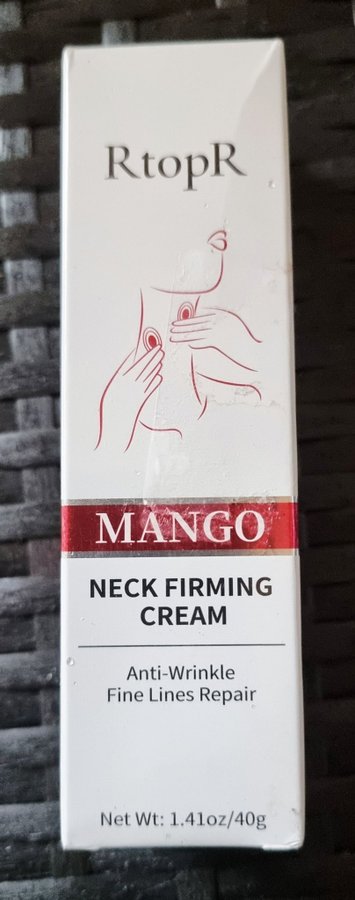 RtopR
MANGO
NECK FIRMING
CREAM
Anti-Wrinkle
Fine Lines Repair
Net Wt: 1.41oz/40g